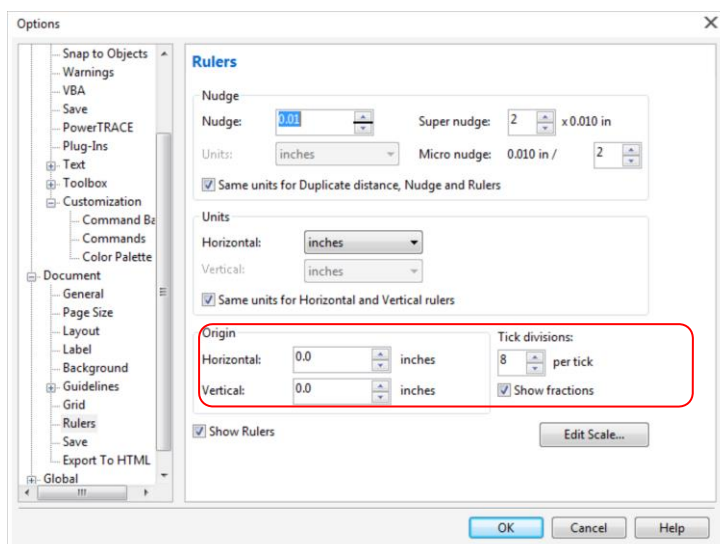 Options
Snap to Objects
Warnings
VBA
Save
PowerTRACE
Plug-Ins
Text
Toolbox
Customization
Command Ba
Commands
Color Palette
Document
General
Page Size
Layout
Label
Background
Guidelines
Grid
Rulers
Save
Export To HTML
Global
Rulers
Nudge
Nudge: 0.01 Super nudge: 2 x 0.010 in
Units: inches Micro nudge: 0.010 in / 2
Same units for Duplicate distance, Nudge and Rulers
Units
Horizontal: inches
Vertical: inches
Same units for Horizontal and Vertical rulers
Origin Tick divisions:
Horizontal: 0.0 inches 8 per tick
Vertical: 0.0 inches Show fractions
Show Rulers Edit Scale...
OK Cancel Help